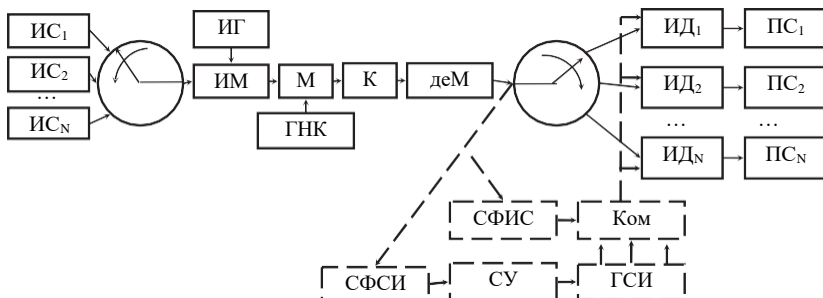 ИС₁
ИС₂
…
ИСN
ИГ
ИМ
М
К
деМ
ГНК
ИД₁
ПС₁
ИД₂
ПС₂
…
…
ИДN
ПСN
СФИС
Ком
СФСИ
СУ
ГСИ